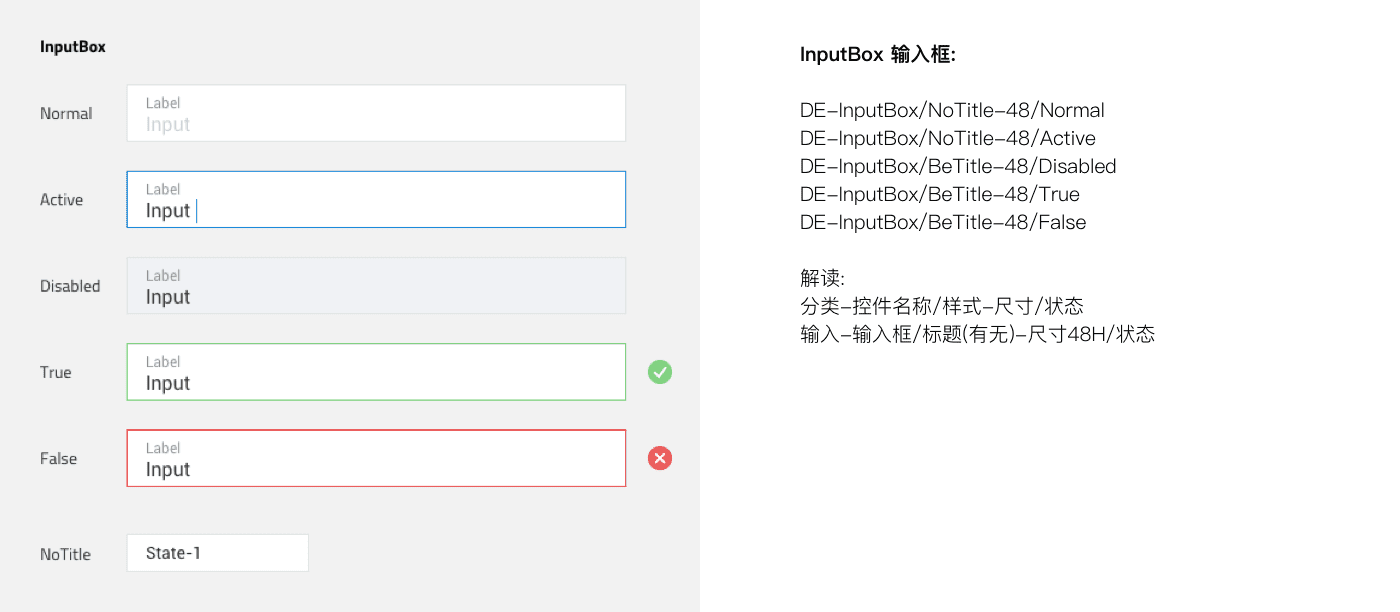 InputBox
Normal
Label
Input
Active
Label
Input
Disabled
Label
Input
True
Label
Input
False
Label
Input
NoTitle
State-1
InputBox 输入框:
DE-InputBox/NoTitle-48/Normal
DE-InputBox/NoTitle-48/Active
DE-InputBox/BeTitle-48/Disabled
DE-InputBox/BeTitle-48/True
DE-InputBox/BeTitle-48/False
解读:
分类-控件名称/样式-尺寸/状态
输入-输入框/标题(有无)-尺寸48H/状态